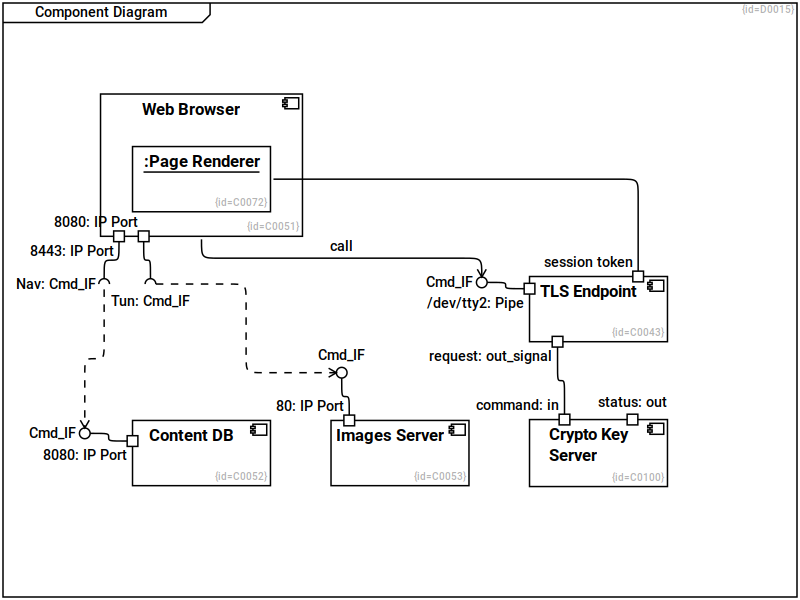 Component Diagram
{id=D0015}
Web Browser
:Page Renderer
{id=C0072}
8080: IP Port
{id=C0051}
8443: IP Port
call
session token
Nav: Cmd_IF
Cmd_IF
TLS Endpoint
Tun: Cmd_IF
/dev/tty2: Pipe
{id=C0043}
Cmd_IF
request: out_signal
80: IP Port
command: in
status: out
Cmd_IF
Content DB
Images Server
Crypto Key
Server
8080: IP Port
{id=C0052}
{id=C0053}
{id=C0100}